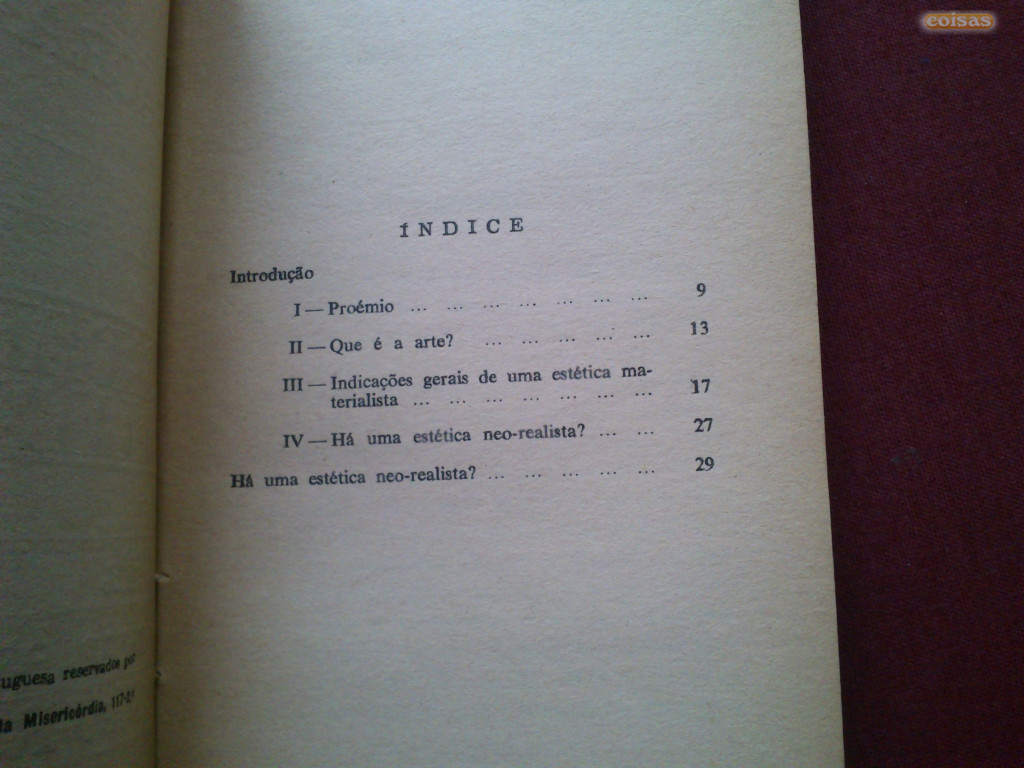 coisas
ÍNDICE
Introdução
I — Proémio ... ... ... ... ... ... ... 9
II — Que é a arte? ... ... ... ... ... 13
III — Indicações gerais de uma estética ma-
terialista ... ... ... ... ... ... ... 17
IV — Há uma estética neo-realista? ... ... 27
Há uma estética neo-realista? ... ... ... ... ... 29
uguesa reservados por
da Misericórdia, 117-2.º